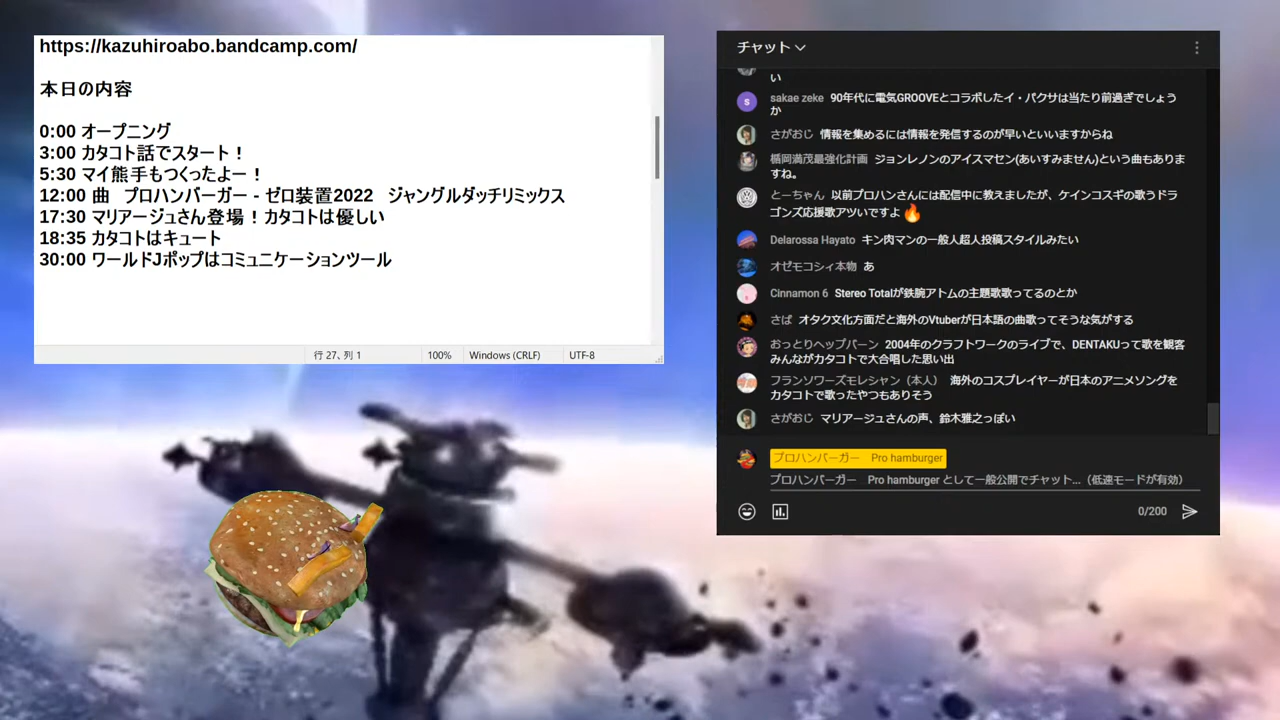 https://kazuhiroabo.bandcamp.com/
本日の内容
0:00 オープニング
3:00 カタコト話でスタート！
5:30 マイ熊手もつくったよー！
12:00 曲　プロハンバーガー - ゼロ装置2022　ジャングルダッチリミックス
17:30 マリアージュさん登場！カタコトは優しい
18:35 カタコトはキュート
30:00 ワールドJポップはコミュニケーションツール
行 27、列 1
100%
Windows (CRLF)
UTF-8
チャット
い
S
sakae zeke 90年代に電気GROOVEとコラボしたイ・パクサは当たり前過ぎでしょう
か
さがおじ 情報を集めるには情報を発信するのが早いといいますからね
楯岡満茂最強化計画 ジョンレノンのアイスマセン(あいすみません)という曲もありま
すね。
とーちゃん 以前プロハンさんには配信中に教えましたが、ケインコスギの歌うドラ
ゴンズ応援歌アツいですよ🔥
Delarossa Hayato キン肉マンの一般人超人投稿スタイルみたい
オゼモコシィ本物 あ
Cinnamon 6 Stereo Totalが鉄腕アトムの主題歌歌ってるのとか
さば オタク文化方面だと海外のVtuberが日本語の曲歌ってそうな気がする
おっとりヘップバーン 2004年のクラフトワークのライブで、DENTAKUって歌を観客
みんながカタコトで大合唱した思い出
フランソワーズモレシャン（本人） 海外のコスプレイヤーが日本のアニメソングを
カタコトで歌ったやつもありそう
さがおじ マリアージュさんの声、鈴木雅之っぽい
プロハンバーガー　Pro hamburger
プロハンバーガー　Pro hamburger として一般公開でチャット...（低速モードが有効）
0/200